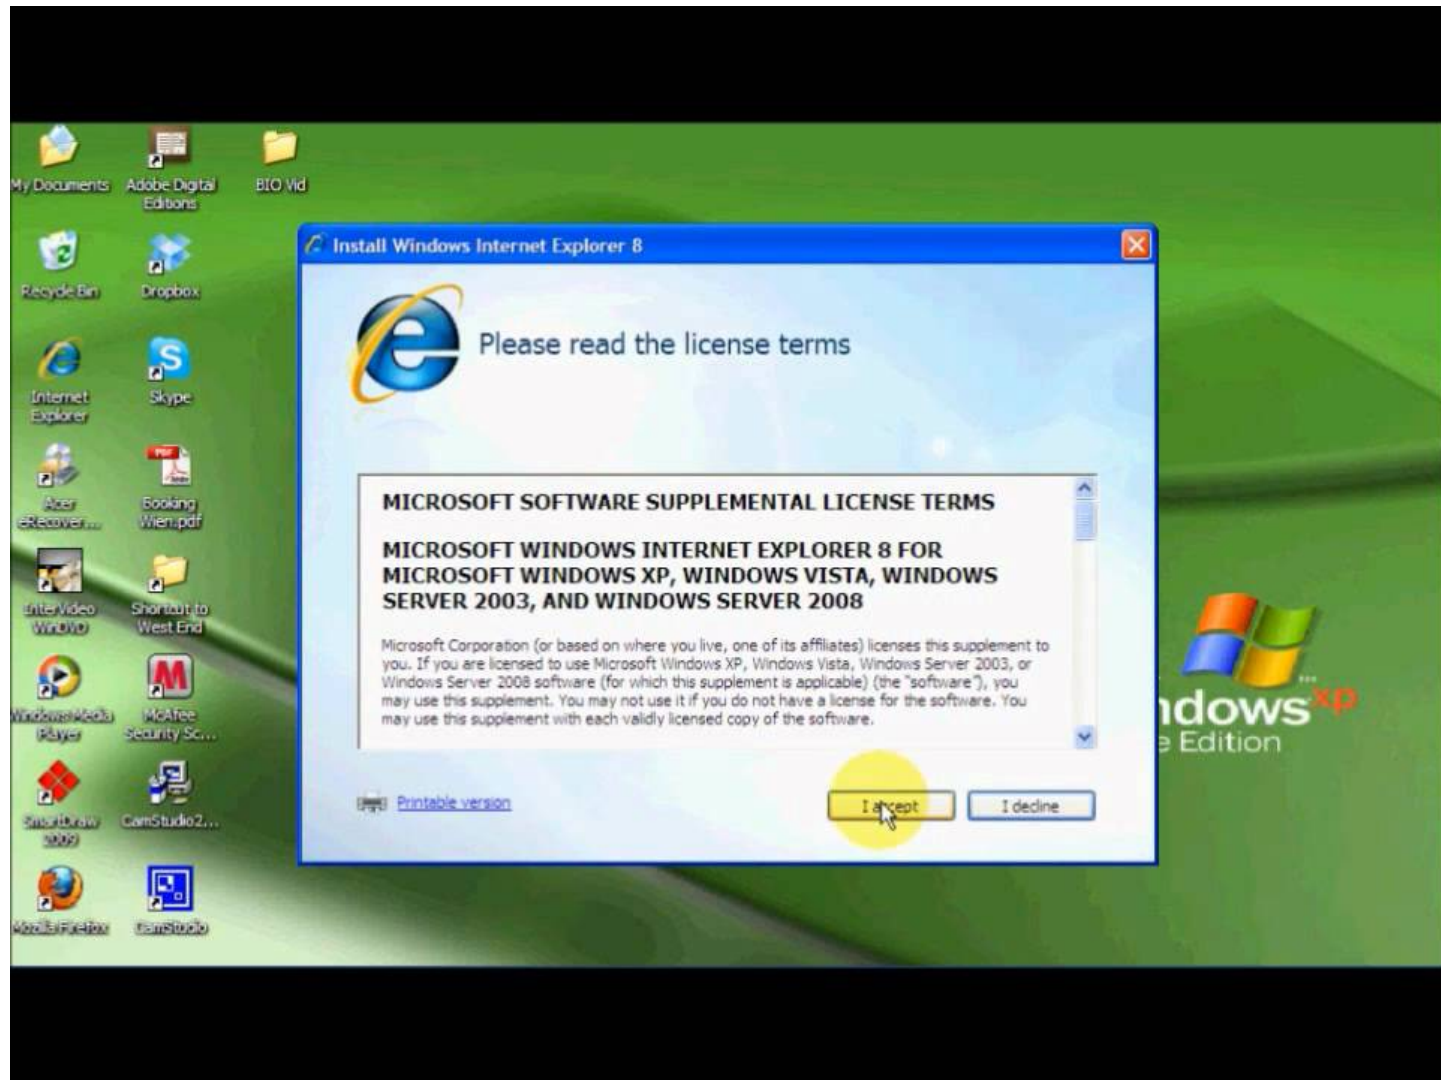 My Documents
Adobe Digital
Editions
BIO Vid
Recycle Bin
Dropbox
Internet
Explorer
Skype
Acer
eRecover...
PDF
Booking
Wien.pdf
InterVideo
WinDVD
Shortcut to
West End
Windows Media
Player
McAfee
Security Sc...
SmartDraw
2009
CamStudio2...
Mozilla Firefox
CamStudio
Install Windows Internet Explorer 8
Please read the license terms
MICROSOFT SOFTWARE SUPPLEMENTAL LICENSE TERMS
MICROSOFT WINDOWS INTERNET EXPLORER 8 FOR
MICROSOFT WINDOWS XP, WINDOWS VISTA, WINDOWS
SERVER 2003, AND WINDOWS SERVER 2008
Microsoft Corporation (or based on where you live, one of its affiliates) licenses this supplement to
you. If you are licensed to use Microsoft Windows XP, Windows Vista, Windows Server 2003, or
Windows Server 2008 software (for which this supplement is applicable) (the "software"), you
may use this supplement. You may not use it if you do not have a license for the software. You
may use this supplement with each validly licensed copy of the software.
Printable version
I accept
I decline
ndows xp
e Edition